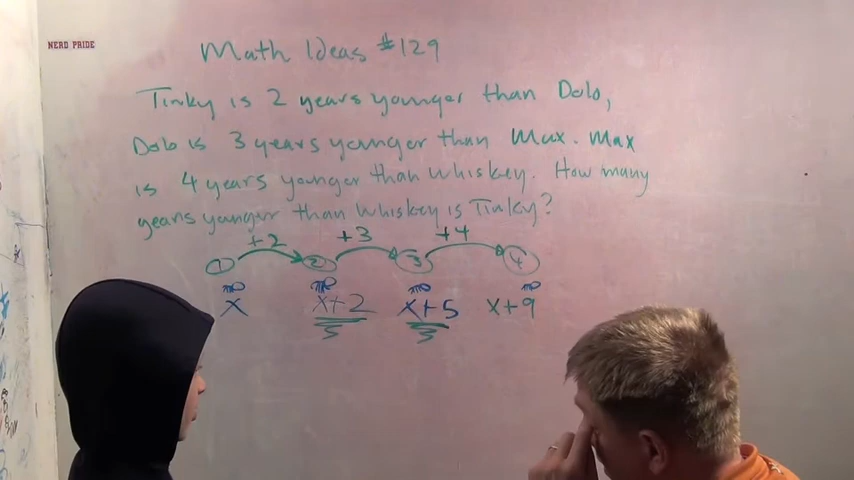 NERD PRIDE
Math Ideas #129
Tinky is 2 years younger than Dolo,
Dolo is 3 years younger than Max. Max
is 4 years younger than Whiskey. How many
years younger than Whiskey is Tinky?
+2 +3 +4
1 2 3 4
x x+2 x+5 x+9